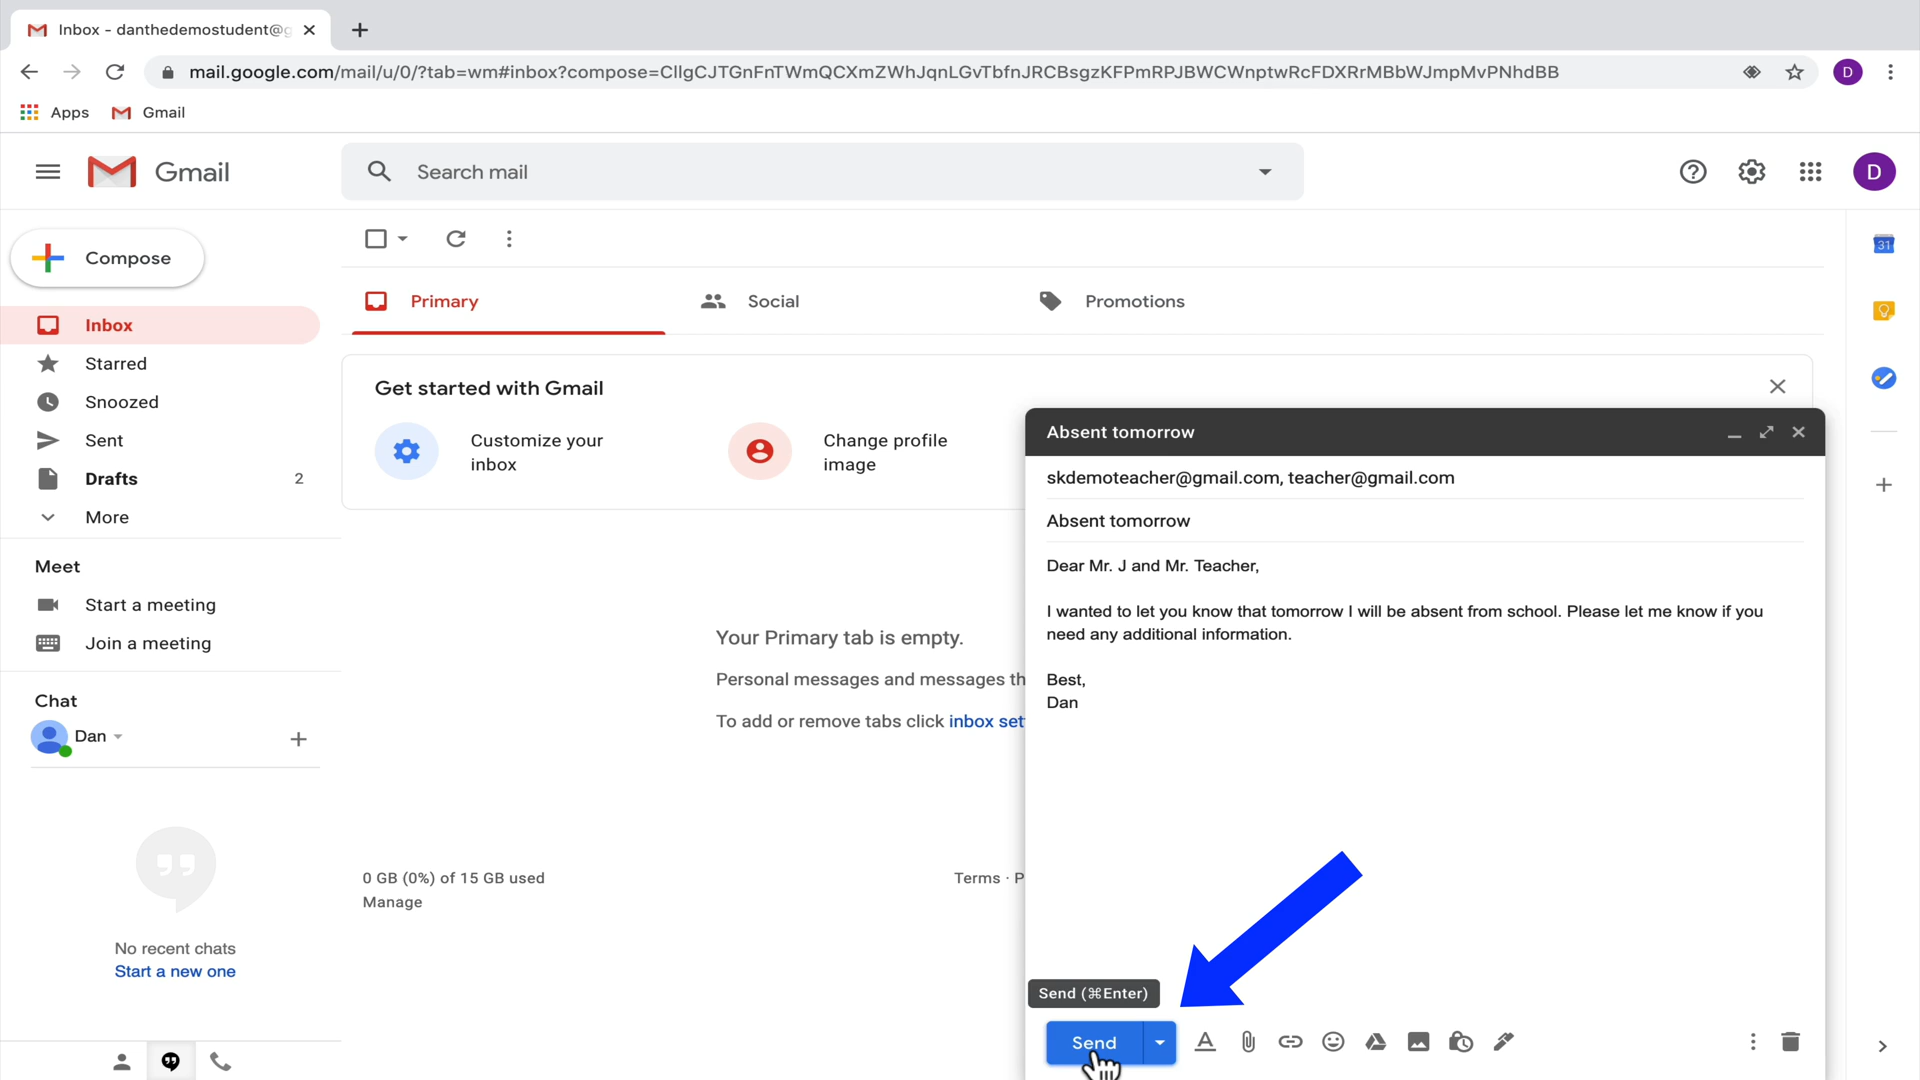 Inbox - danthedemostudent@g
mail.google.com/mail/u/0/?tab=wm#inbox?compose=CllgCJTGnFnTWmQCXmZWhJqnLGvTbfnJRCBsgzKFPmRPJBWCWnptwRcFDXRrMBbWJmpMvPNhdBB
D
Apps
Gmail
Gmail
Search mail
D
Compose
Inbox
Starred
Snoozed
Sent
Drafts 2
More
Meet
Start a meeting
Join a meeting
Chat
Dan
No recent chats
Start a new one
Primary
Social
Promotions
Get started with Gmail
Customize your
inbox
Change profile
image
Your Primary tab is empty.
Personal messages and messages th
To add or remove tabs click inbox set
0 GB (0%) of 15 GB used
Manage
Terms · P
Absent tomorrow
skdemoteacher@gmail.com, teacher@gmail.com
Absent tomorrow
Dear Mr. J and Mr. Teacher,
I wanted to let you know that tomorrow I will be absent from school. Please let me know if you
need any additional information.
Best,
Dan
Send (⌘Enter)
Send
31